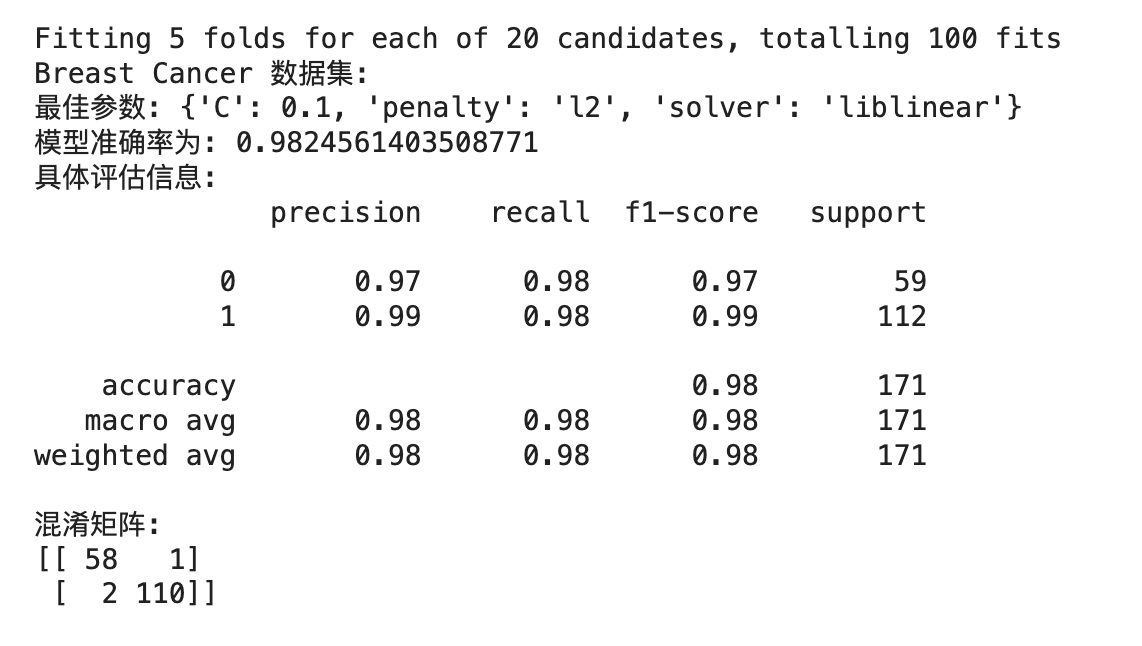 Fitting 5 folds for each of 20 candidates, totalling 100 fits
Breast Cancer 数据集:
最佳参数: {'C': 0.1, 'penalty': 'l2', 'solver': 'liblinear'}
模型准确率为: 0.9824561403508771
具体评估信息:
              precision    recall  f1-score   support

           0       0.97      0.98      0.97        59
           1       0.99      0.98      0.99       112

    accuracy                           0.98       171
   macro avg       0.98      0.98      0.98       171
weighted avg       0.98      0.98      0.98       171

混淆矩阵:
[[ 58   1]
 [  2 110]]